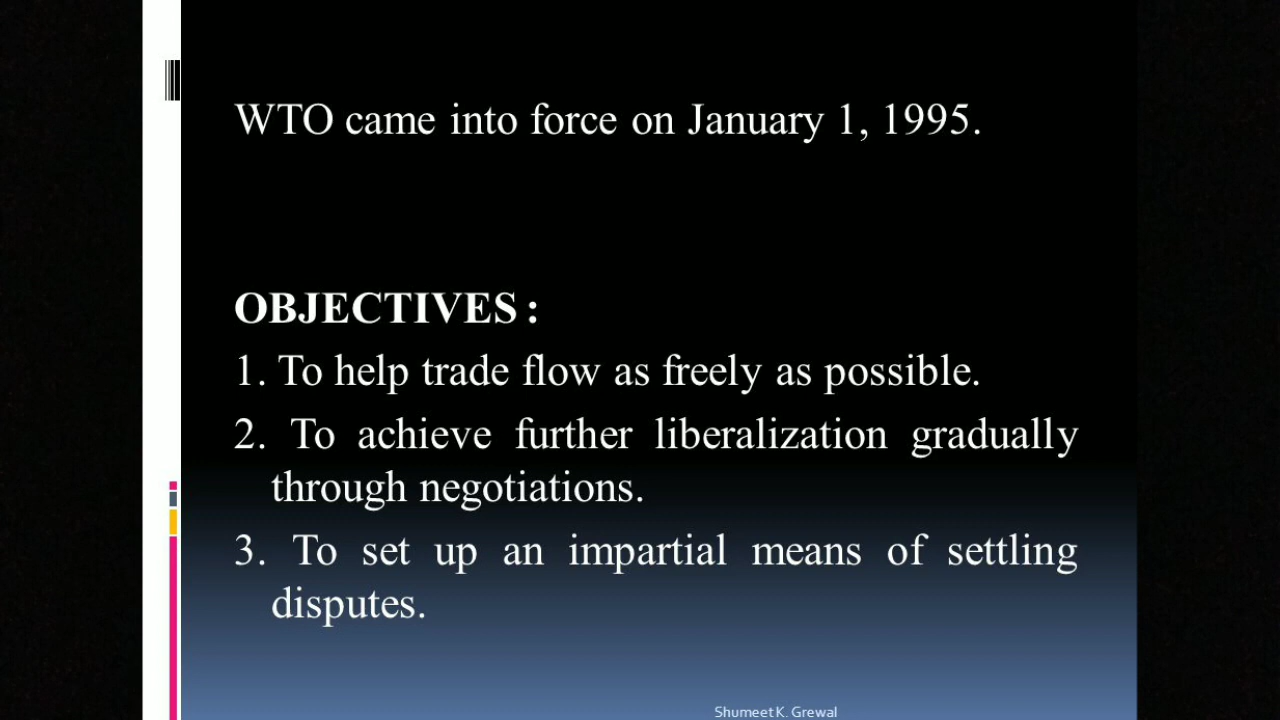 WTO came into force on January 1, 1995.
OBJECTIVES :
1. To help trade flow as freely as possible.
2. To achieve further liberalization gradually
through negotiations.
3. To set up an impartial means of settling
disputes.
Shumeet K. Grewal